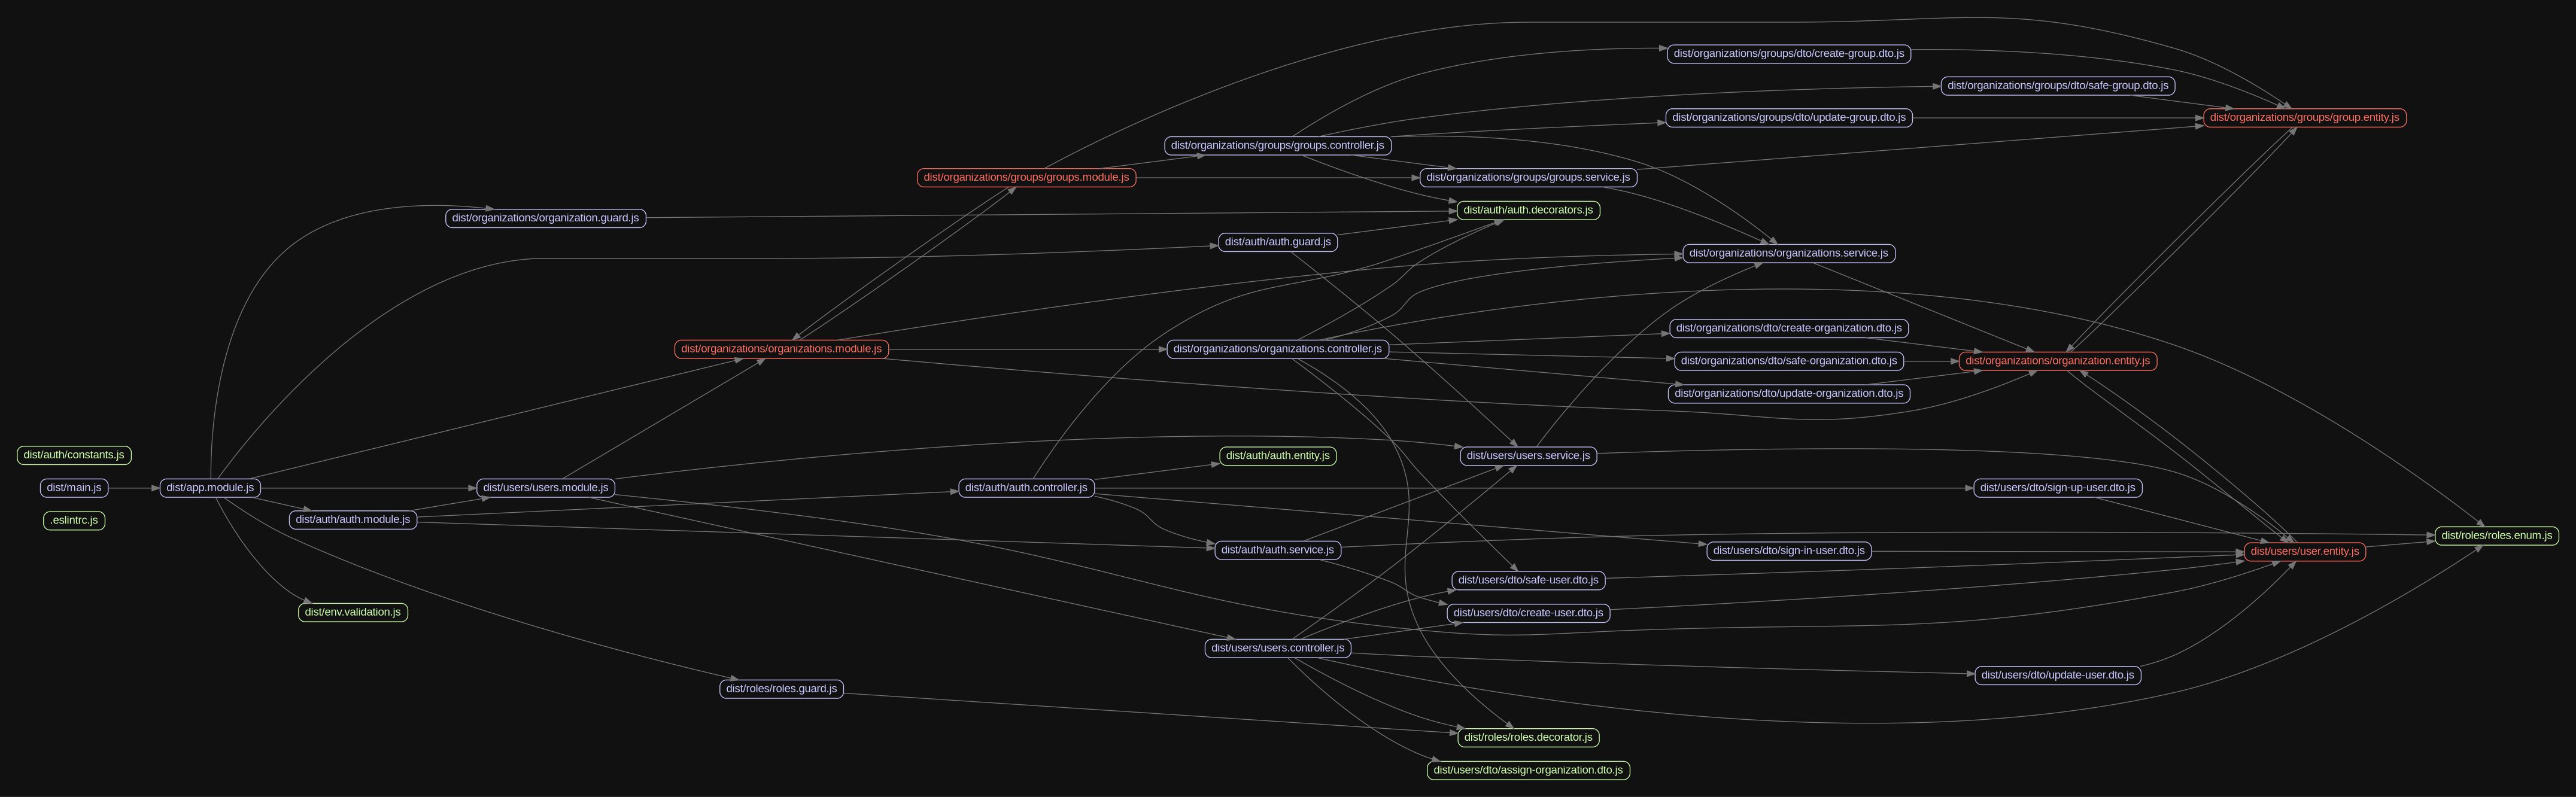 dist/organizations/groups/dto/create-group.dto.js
dist/organizations/groups/dto/safe-group.dto.js
dist/organizations/groups/dto/update-group.dto.js
dist/organizations/groups/group.entity.js
dist/organizations/groups/groups.controller.js
dist/organizations/groups/groups.module.js
dist/organizations/groups/groups.service.js
dist/organizations/organization.guard.js
dist/auth/auth.decorators.js
dist/auth/auth.guard.js
dist/organizations/organizations.service.js
dist/organizations/dto/create-organization.dto.js
dist/organizations/organizations.module.js
dist/organizations/organizations.controller.js
dist/organizations/dto/safe-organization.dto.js
dist/organizations/organization.entity.js
dist/organizations/dto/update-organization.dto.js
dist/auth/constants.js
dist/auth/auth.entity.js
dist/users/users.service.js
dist/main.js
dist/app.module.js
dist/users/users.module.js
dist/auth/auth.controller.js
dist/users/dto/sign-up-user.dto.js
.eslintrc.js
dist/auth/auth.module.js
dist/roles/roles.enum.js
dist/auth/auth.service.js
dist/users/dto/sign-in-user.dto.js
dist/users/user.entity.js
dist/users/dto/safe-user.dto.js
dist/env.validation.js
dist/users/dto/create-user.dto.js
dist/users/users.controller.js
dist/users/dto/update-user.dto.js
dist/roles/roles.guard.js
dist/roles/roles.decorator.js
dist/users/dto/assign-organization.dto.js